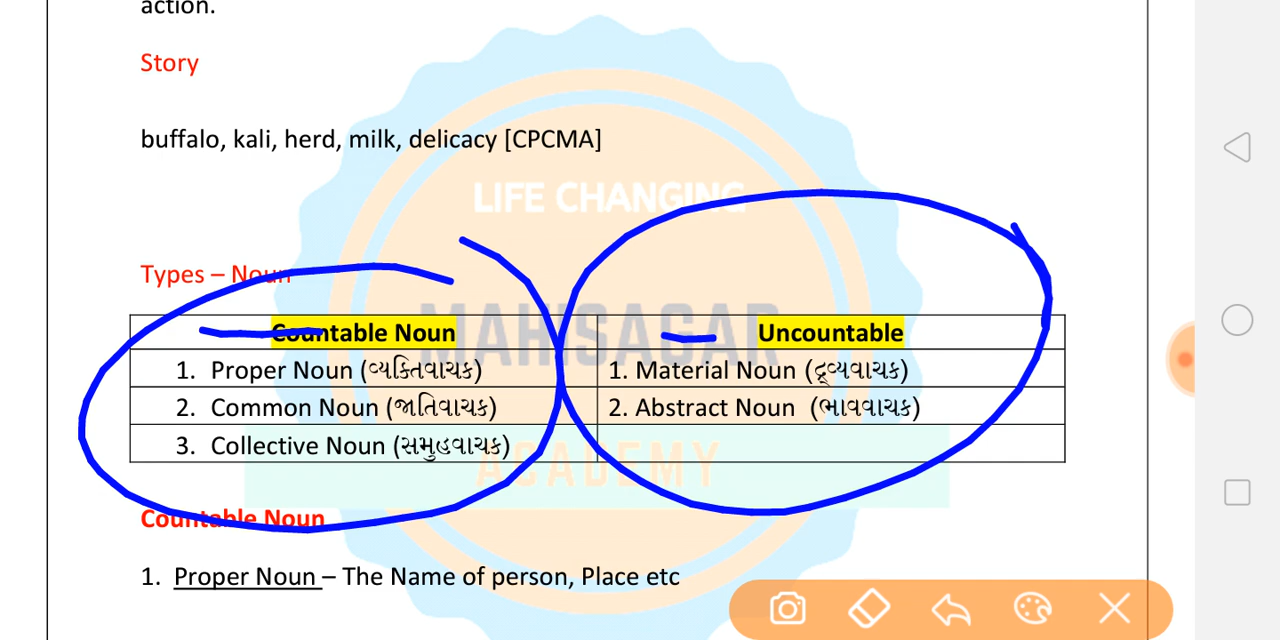 action.
Story
buffalo, kali, herd, milk, delicacy [CPCMA]
LIFE CHANGING
Types – Noun
MAHISAGAR
Countable Noun Uncountable
1. Proper Noun (વ્યક્તિવાચક) 1. Material Noun (દ્રવ્યવાચક)
2. Common Noun (જાતિવાચક) 2. Abstract Noun (ભાવવાચક)
3. Collective Noun (સમુહવાચક)
ACADEMY
Countable Noun
1. Proper Noun – The Name of person, Place etc